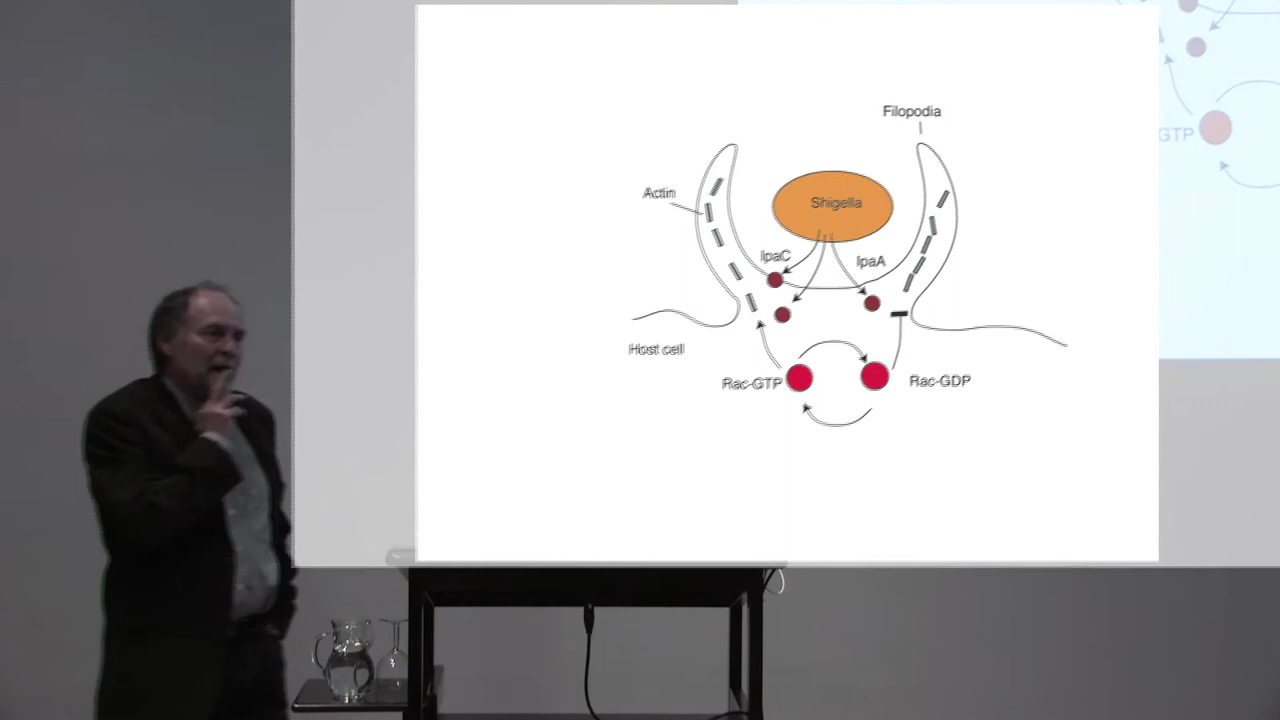 Filopodia
Actin
Shigella
IpaC
IpaA
Host cell
Rac-GTP
Rac-GDP
GTP